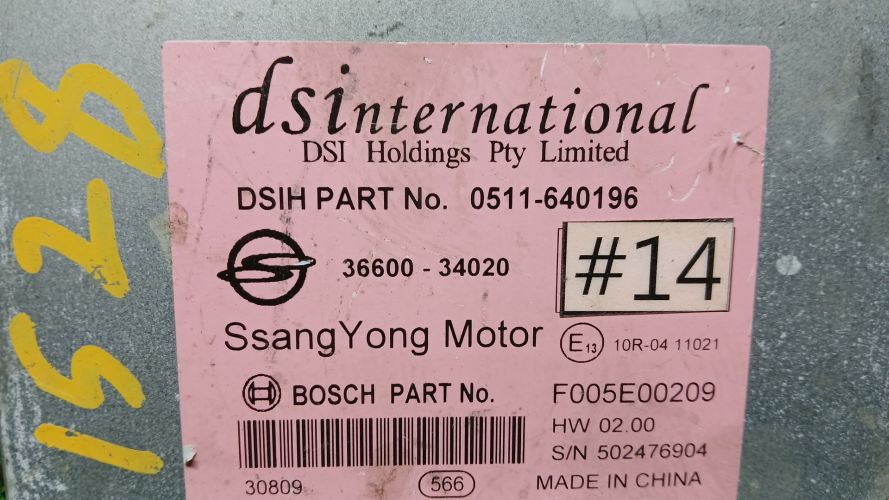 dsinternational
DSI Holdings Pty Limited
DSIH PART No. 0511-640196
36600 - 34020
#14
SsangYong Motor
E13 10R-04 11021
BOSCH PART No. F005E00209
HW 02.00
S/N 502476904
30809 566 MADE IN CHINA
1528